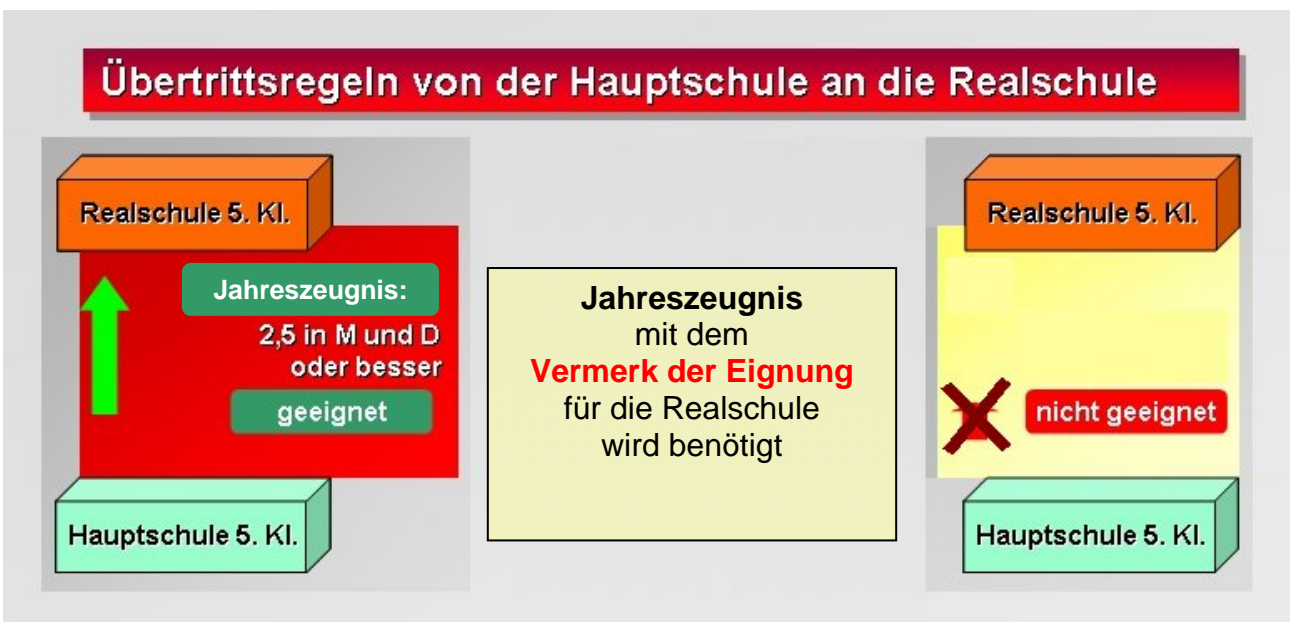 Übertrittsregeln von der Hauptschule an die Realschule
Realschule 5. Kl.
Jahreszeugnis:
2,5 in M und D
oder besser
geeignet
Hauptschule 5. Kl.
Jahreszeugnis
mit dem
Vermerk der Eignung
für die Realschule
wird benötigt
Realschule 5. Kl.
nicht geeignet
Hauptschule 5. Kl.